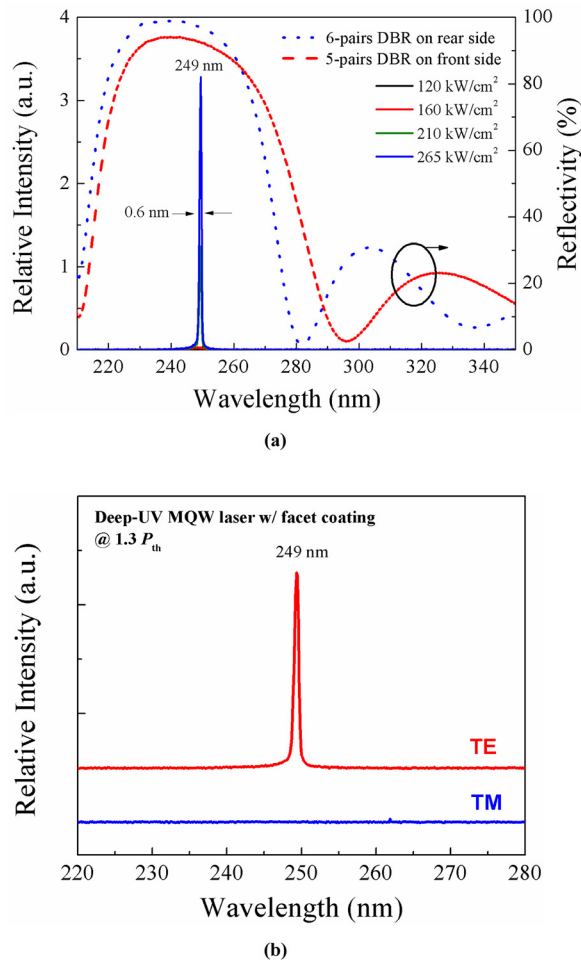 6-pairs DBR on rear side
5-pairs DBR on front side
249 nm
120 kW/cm²
160 kW/cm²
210 kW/cm²
265 kW/cm²
0.6 nm
4
3
2
1
0
100
80
60
40
20
0
220 240 260 280 300 320 340
Relative Intensity (a.u.)
Reflectivity (%)
Wavelength (nm)
(a)
Deep-UV MQW laser w/ facet coating
@ 1.3 Pth
249 nm
TE
TM
Relative Intensity (a.u.)
220 230 240 250 260 270 280
Wavelength (nm)
(b)